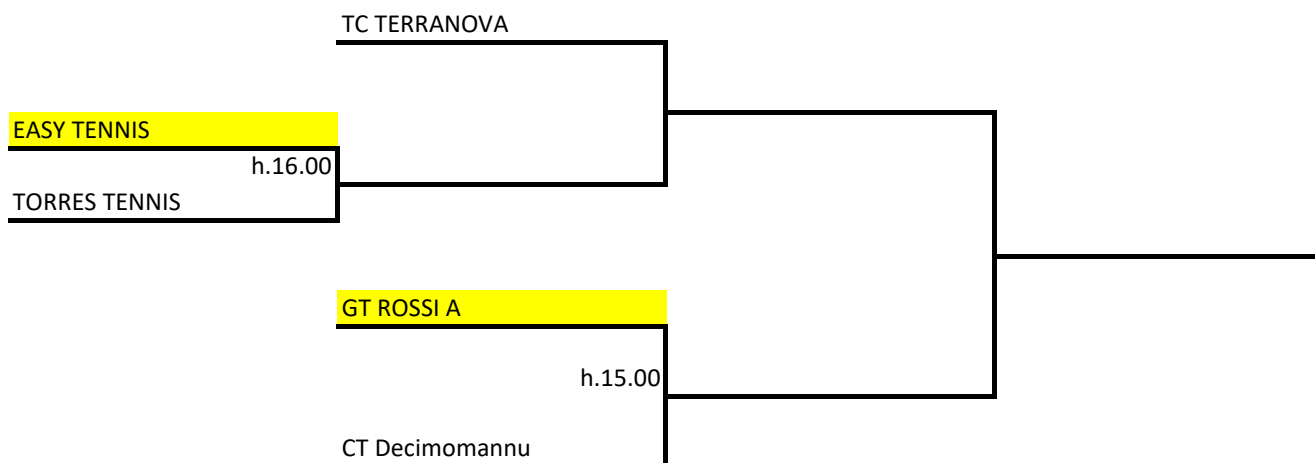 TC TERRANOVA
EASY TENNIS
h.16.00
TORRES TENNIS
GT ROSSI A
h.15.00
CT Decimomannu